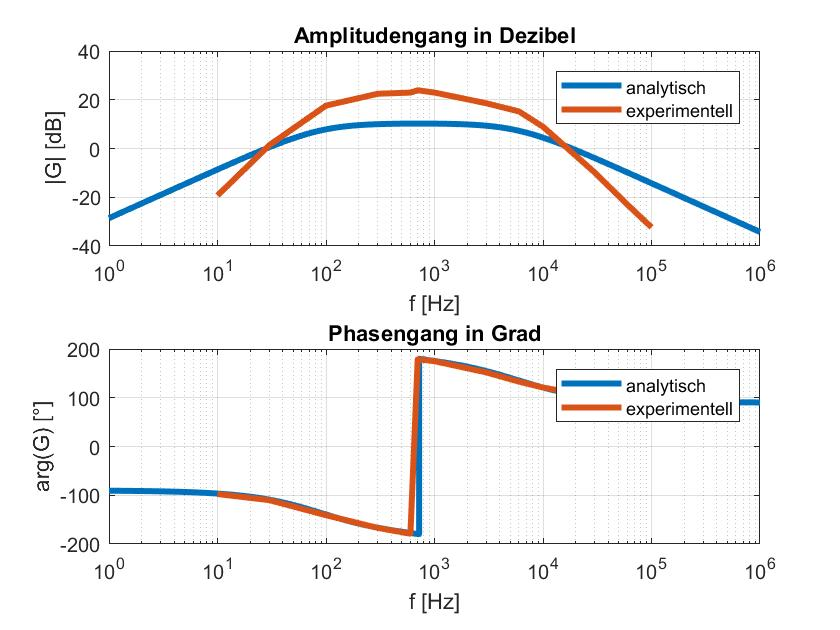 Amplitudengang in Dezibel
|G| [dB]
40
20
0
-20
-40
analytisch
experimentell
10^0 10^1 10^2 10^3 10^4 10^5 10^6
f [Hz]
Phasengang in Grad
arg(G) [°]
200
100
0
-100
-200
analytisch
experimentell
10^0 10^1 10^2 10^3 10^4 10^5 10^6
f [Hz]